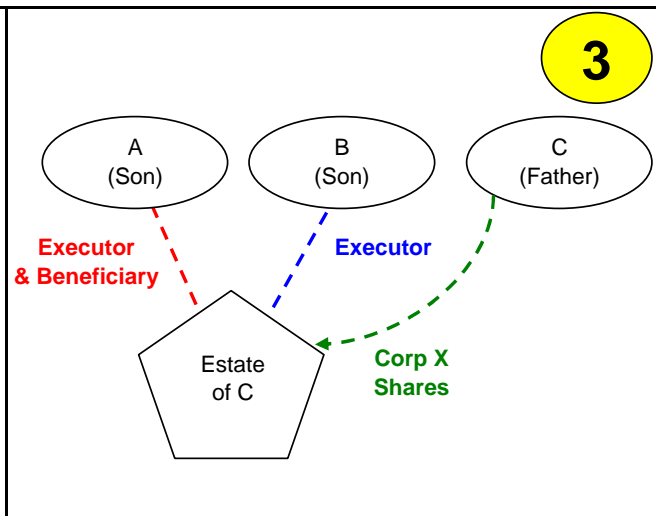 3
A
(Son)
B
(Son)
C
(Father)
Executor
& Beneficiary
Executor
Corp X
Shares
Estate
of C